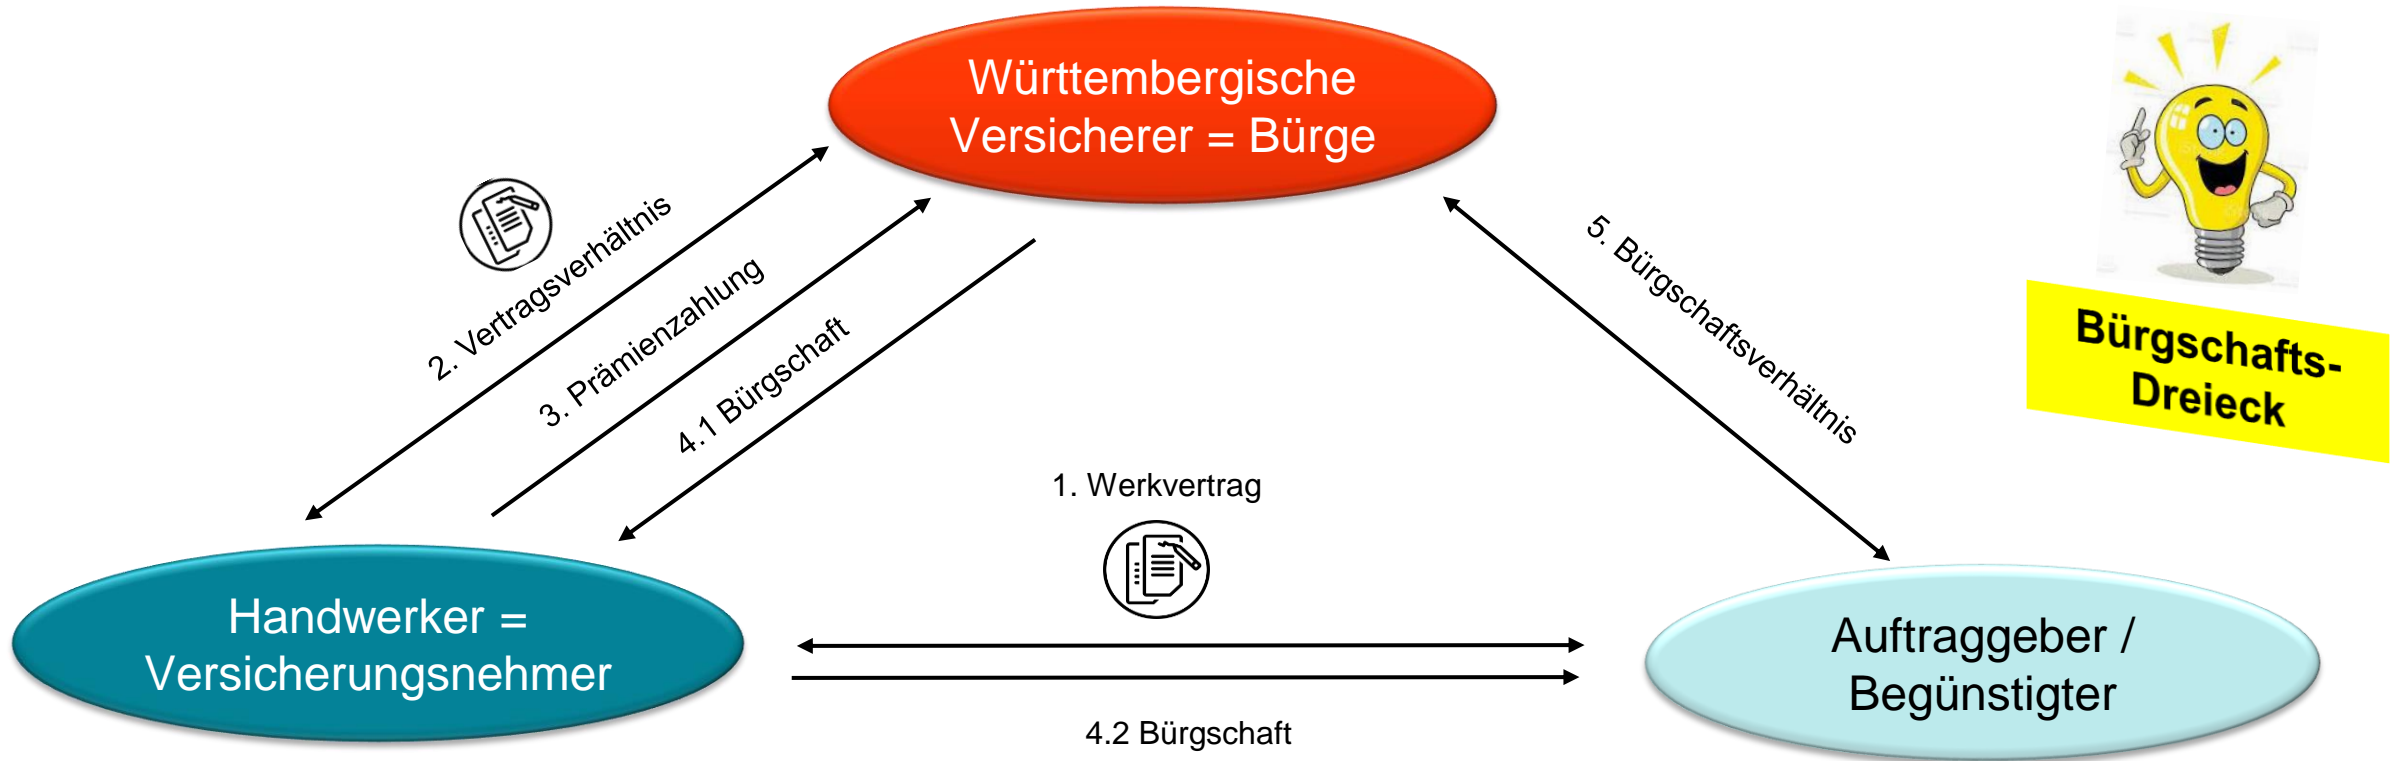 Württembergische
Versicherer = Bürge
2. Vertragsverhältnis
3. Prämienzahlung
4.1 Bürgschaft
5. Bürgschaftsverhältnis
Bürgschafts-
Dreieck
1. Werkvertrag
Handwerker =
Versicherungsnehmer
Auftraggeber /
Begünstigter
4.2 Bürgschaft